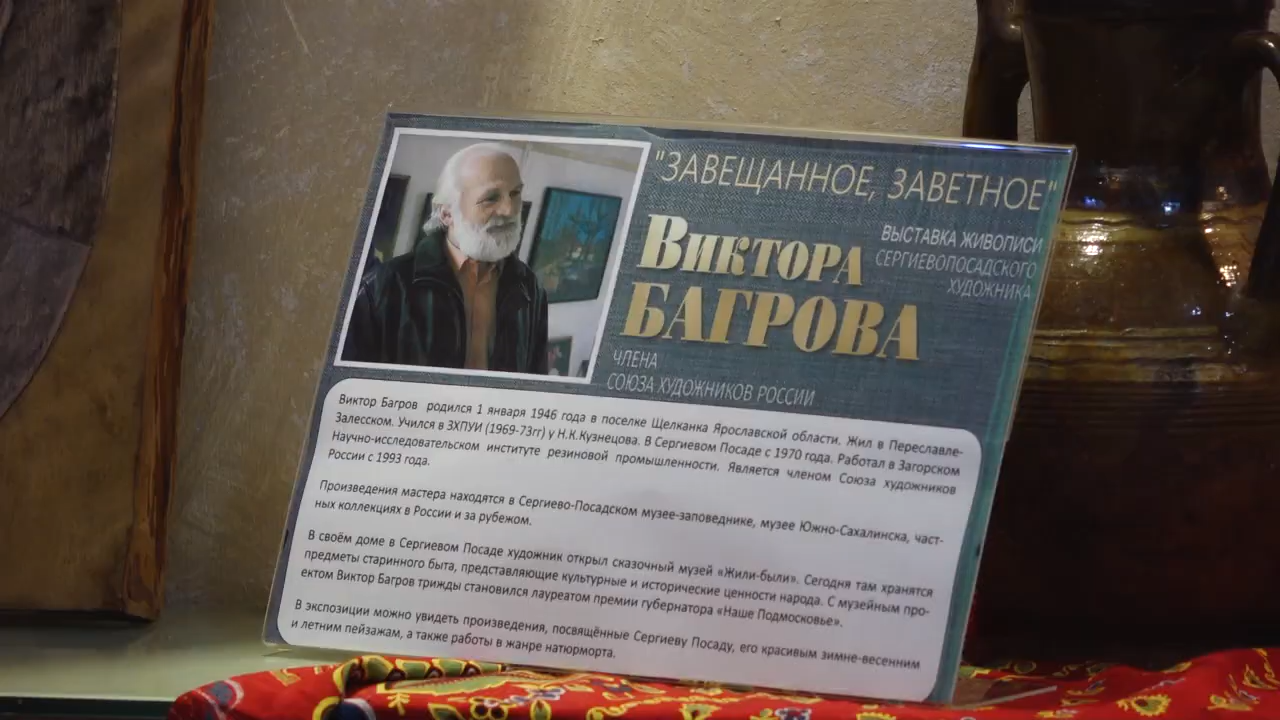 "ЗАВЕЩАННОЕ, ЗАВЕТНОЕ"
ВЫСТАВКА ЖИВОПИСИ
СЕРГИЕВОПОСАДСКОГО
ХУДОЖНИКА
ВИКТОРА
БАГРОВА
ЧЛЕНА
СОЮЗА ХУДОЖНИКОВ РОССИИ
Виктор Багров родился 1 января 1946 года в поселке Щелканка Ярославской области. Жил в Переславле-
Залесском. Учился в ЗХПУИ (1969-73гг) у Н.К.Кузнецова. В Сергиевом Посаде с 1970 года. Работал в Загорском
Научно-исследовательском институте резиновой промышленности. Является членом Союза художников
России с 1993 года.
Произведения мастера находятся в Сергиево-Посадском музее-заповеднике, музее Южно-Сахалинска, част-
ных коллекциях в России и за рубежом.
В своём доме в Сергиевом Посаде художник открыл сказочный музей «Жили-были». Сегодня там хранятся
предметы старинного быта, представляющие культурные и исторические ценности народа. С музейным про-
ектом Виктор Багров трижды становился лауреатом премии губернатора «Наше Подмосковье».
В экспозиции можно увидеть произведения, посвящённые Сергиеву Посаду, его красивым зимне-весенним
и летним пейзажам, а также работы в жанре натюрморта.